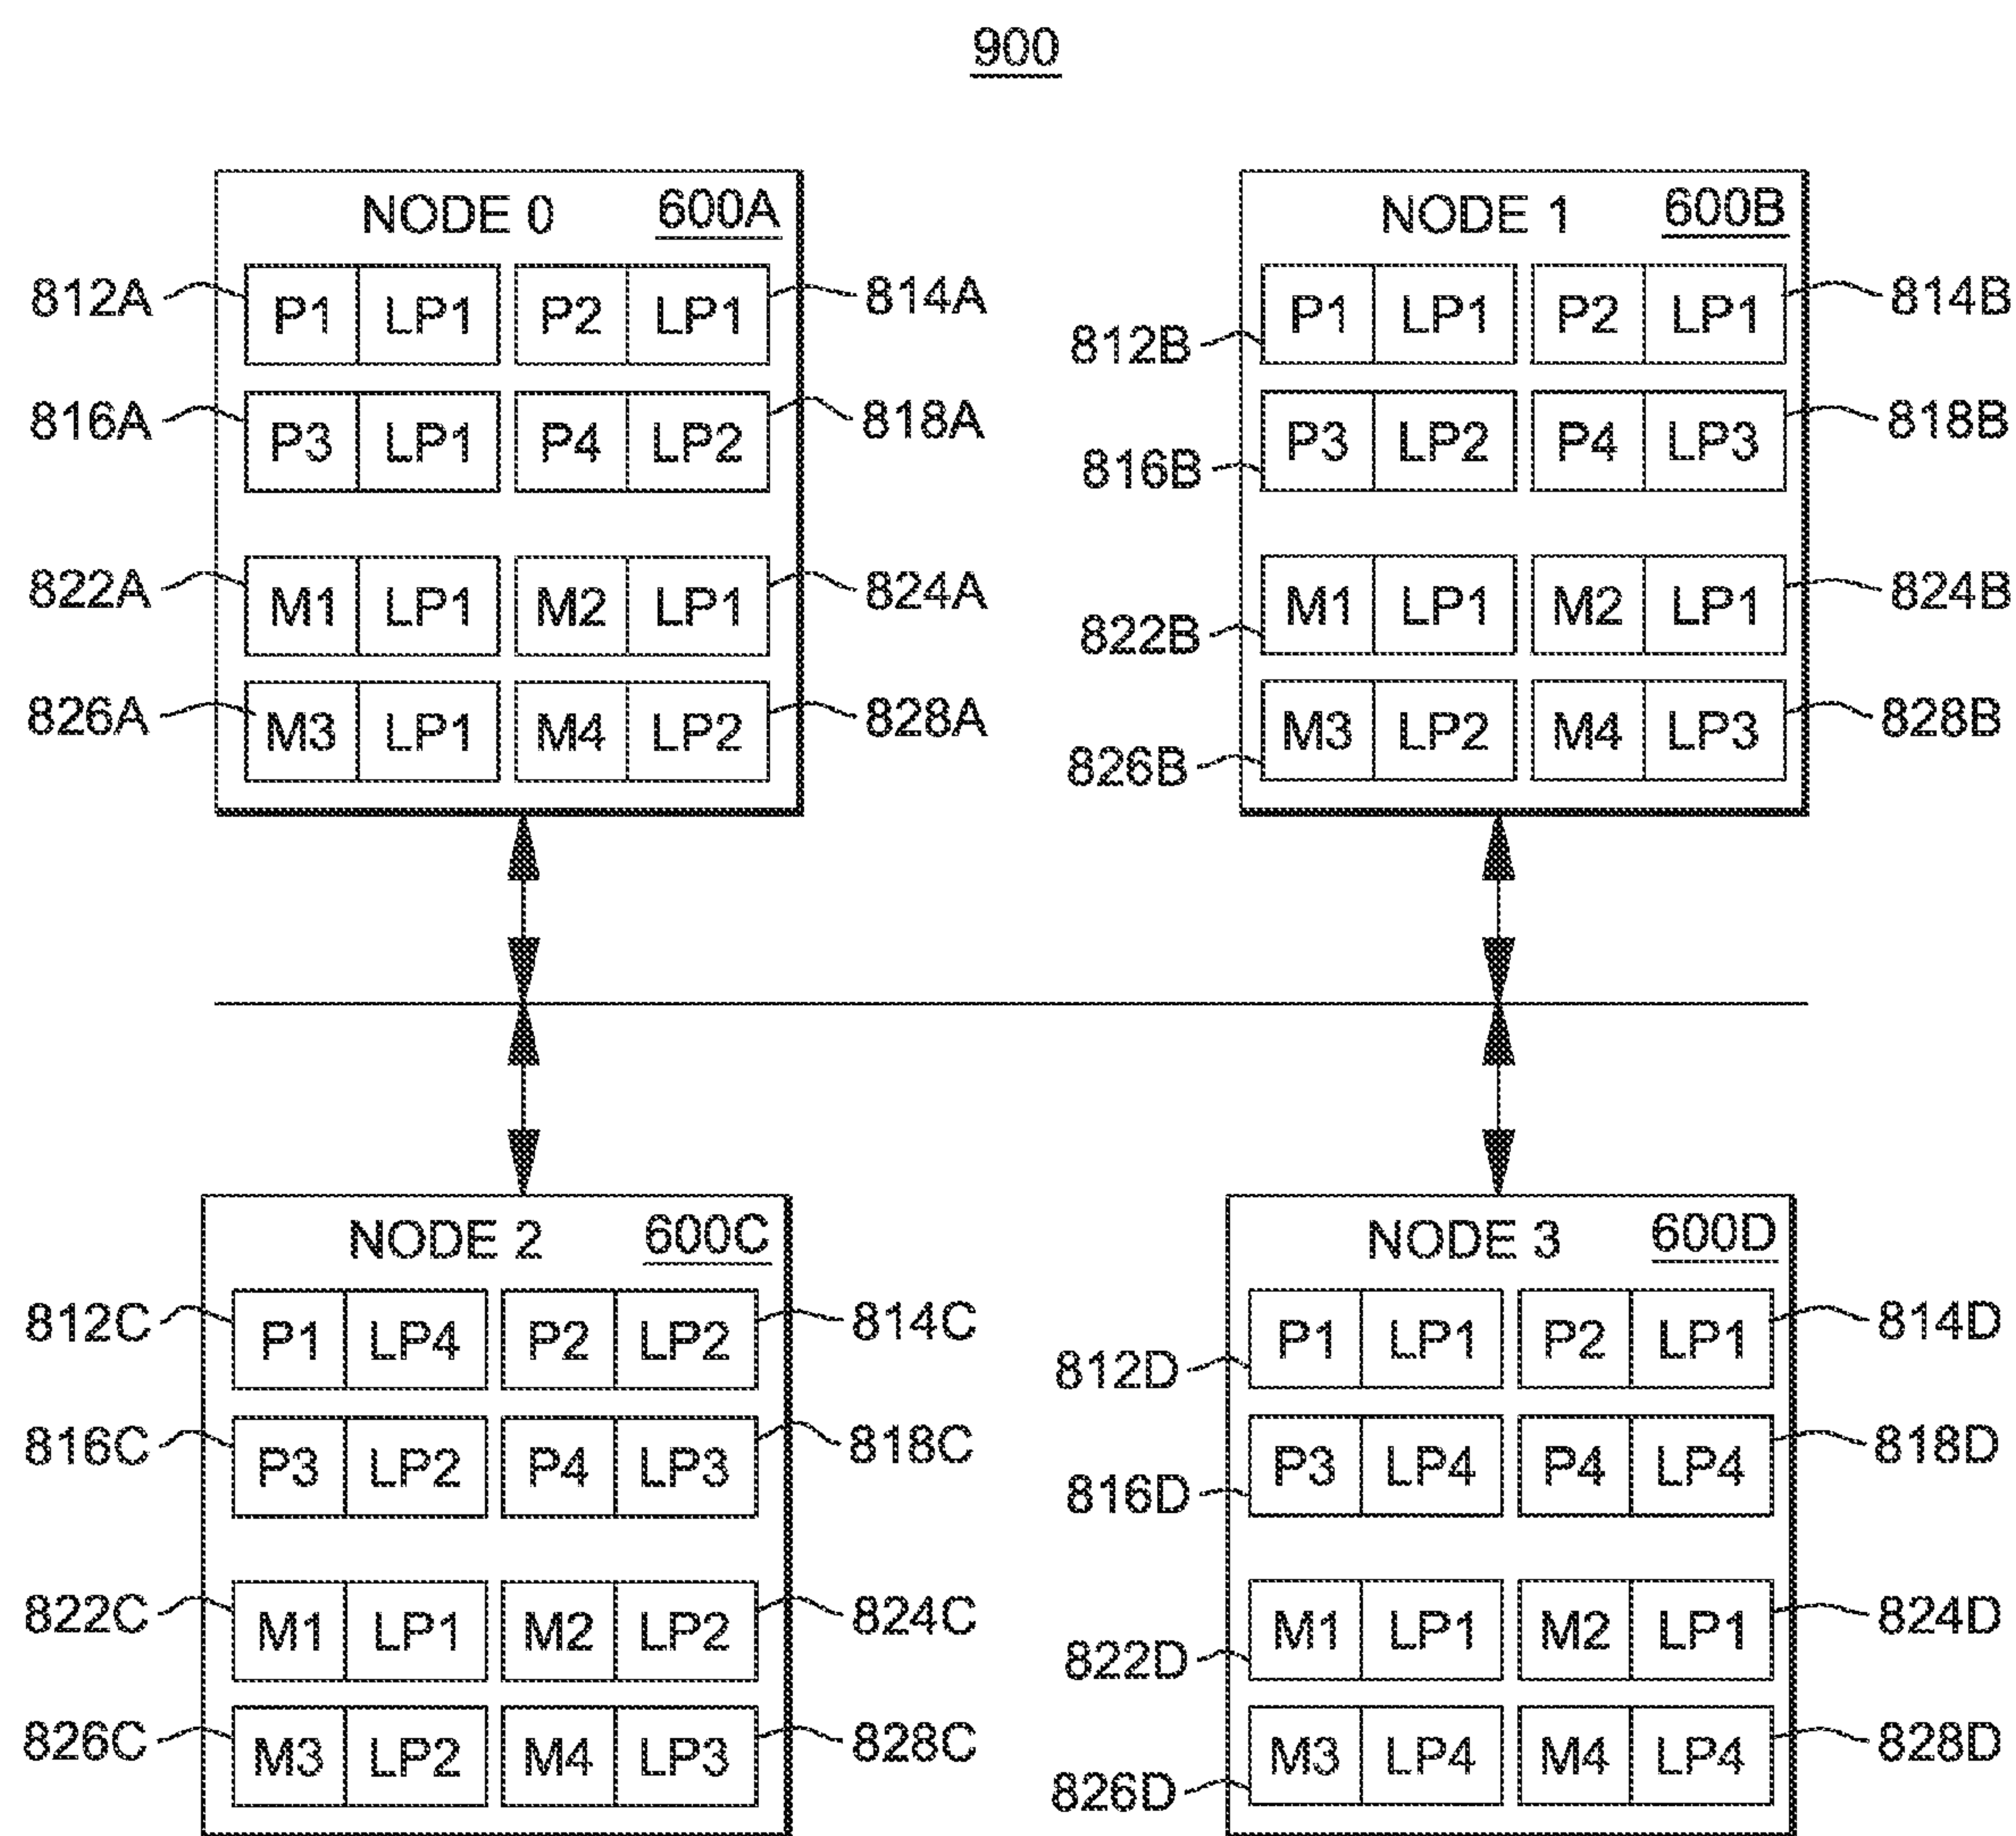 900
NODE 0 600A
812A P1 LP1 P2 LP1 814A
816A P3 LP1 P4 LP2 818A
822A M1 LP1 M2 LP1 824A
826A M3 LP1 M4 LP2 828A
NODE 1 600B
812B P1 LP1 P2 LP1 814B
816B P3 LP2 P4 LP3 818B
822B M1 LP1 M2 LP1 824B
826B M3 LP2 M4 LP3 828B
NODE 2 600C
812C P1 LP4 P2 LP2 814C
816C P3 LP2 P4 LP3 818C
822C M1 LP1 M2 LP2 824C
826C M3 LP2 M4 LP3 828C
NODE 3 600D
812D P1 LP1 P2 LP1 814D
816D P3 LP4 P4 LP4 818D
822D M1 LP1 M2 LP1 824D
826D M3 LP4 M4 LP4 828D